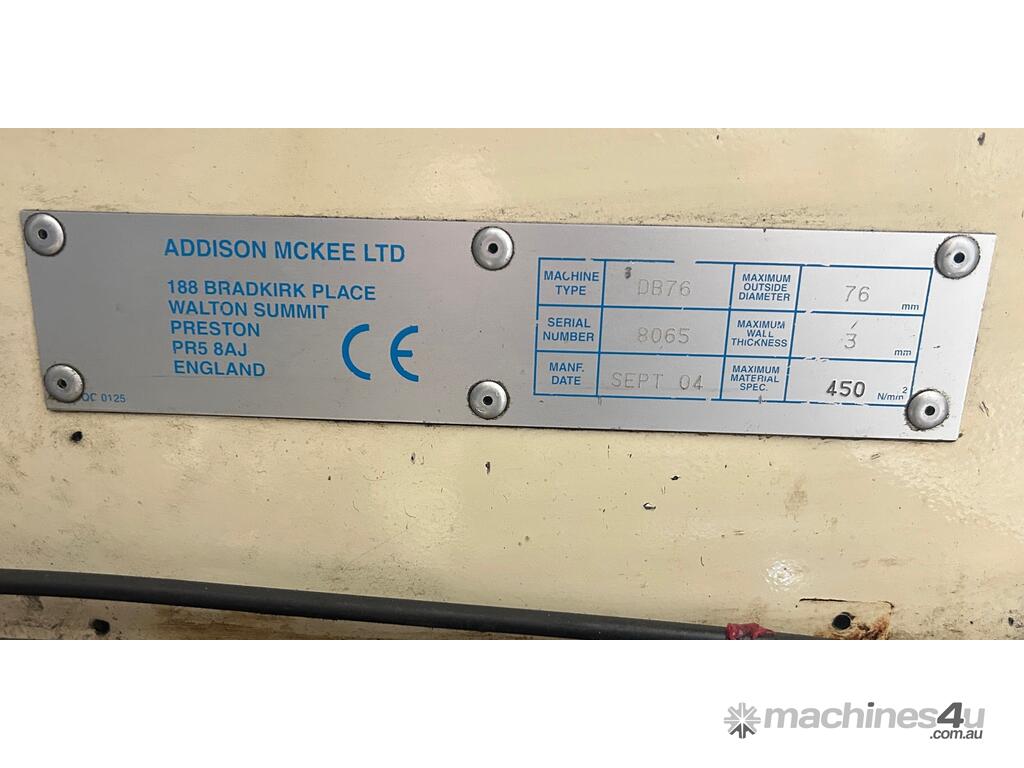 ADDISON MCKEE LTD
188 BRADKIRK PLACE
WALTON SUMMIT
PRESTON
PR5 8AJ
ENGLAND
CE
OC 0125
MACHINE TYPE DB76
MAXIMUM OUTSIDE DIAMETER 76 mm
SERIAL NUMBER 8065
MAXIMUM WALL THICKNESS 3 mm
MANF. DATE SEPT 04
MAXIMUM MATERIAL SPEC. 450 N/mm²
machines4u
.com.au